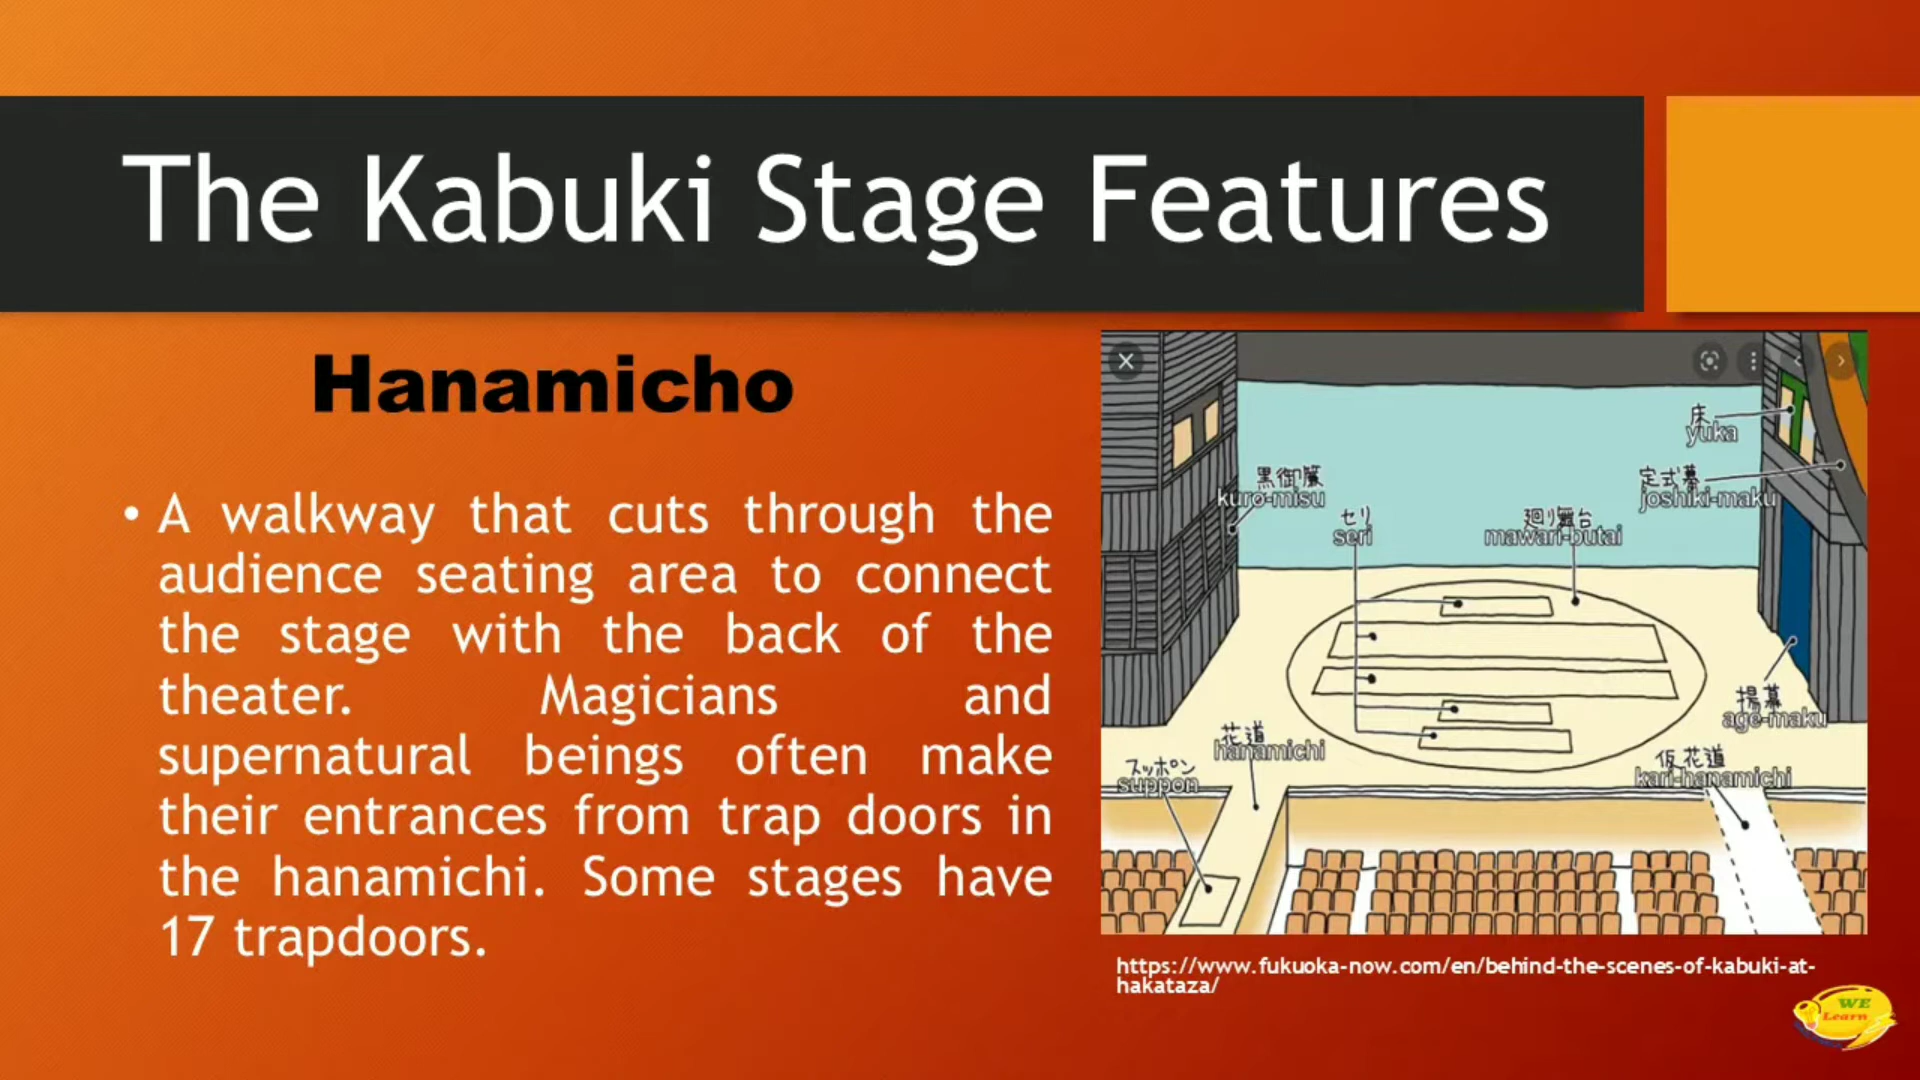 The Kabuki Stage Features
Hanamicho
• A walkway that cuts through the
audience seating area to connect
the stage with the back of the
theater. Magicians and
supernatural beings often make
their entrances from trap doors in
the hanamichi. Some stages have
17 trapdoors.
床
yuka
黒御簾
kuro-misu
定式幕
joshiki-maku
セリ
seri
廻り舞台
mawari-butai
揚幕
age-maku
花道
hanamichi
スッポン
suppon
仮花道
kari-hanamichi
https://www.fukuoka-now.com/en/behind-the-scenes-of-kabuki-at-
hakataza/
WE
Learn